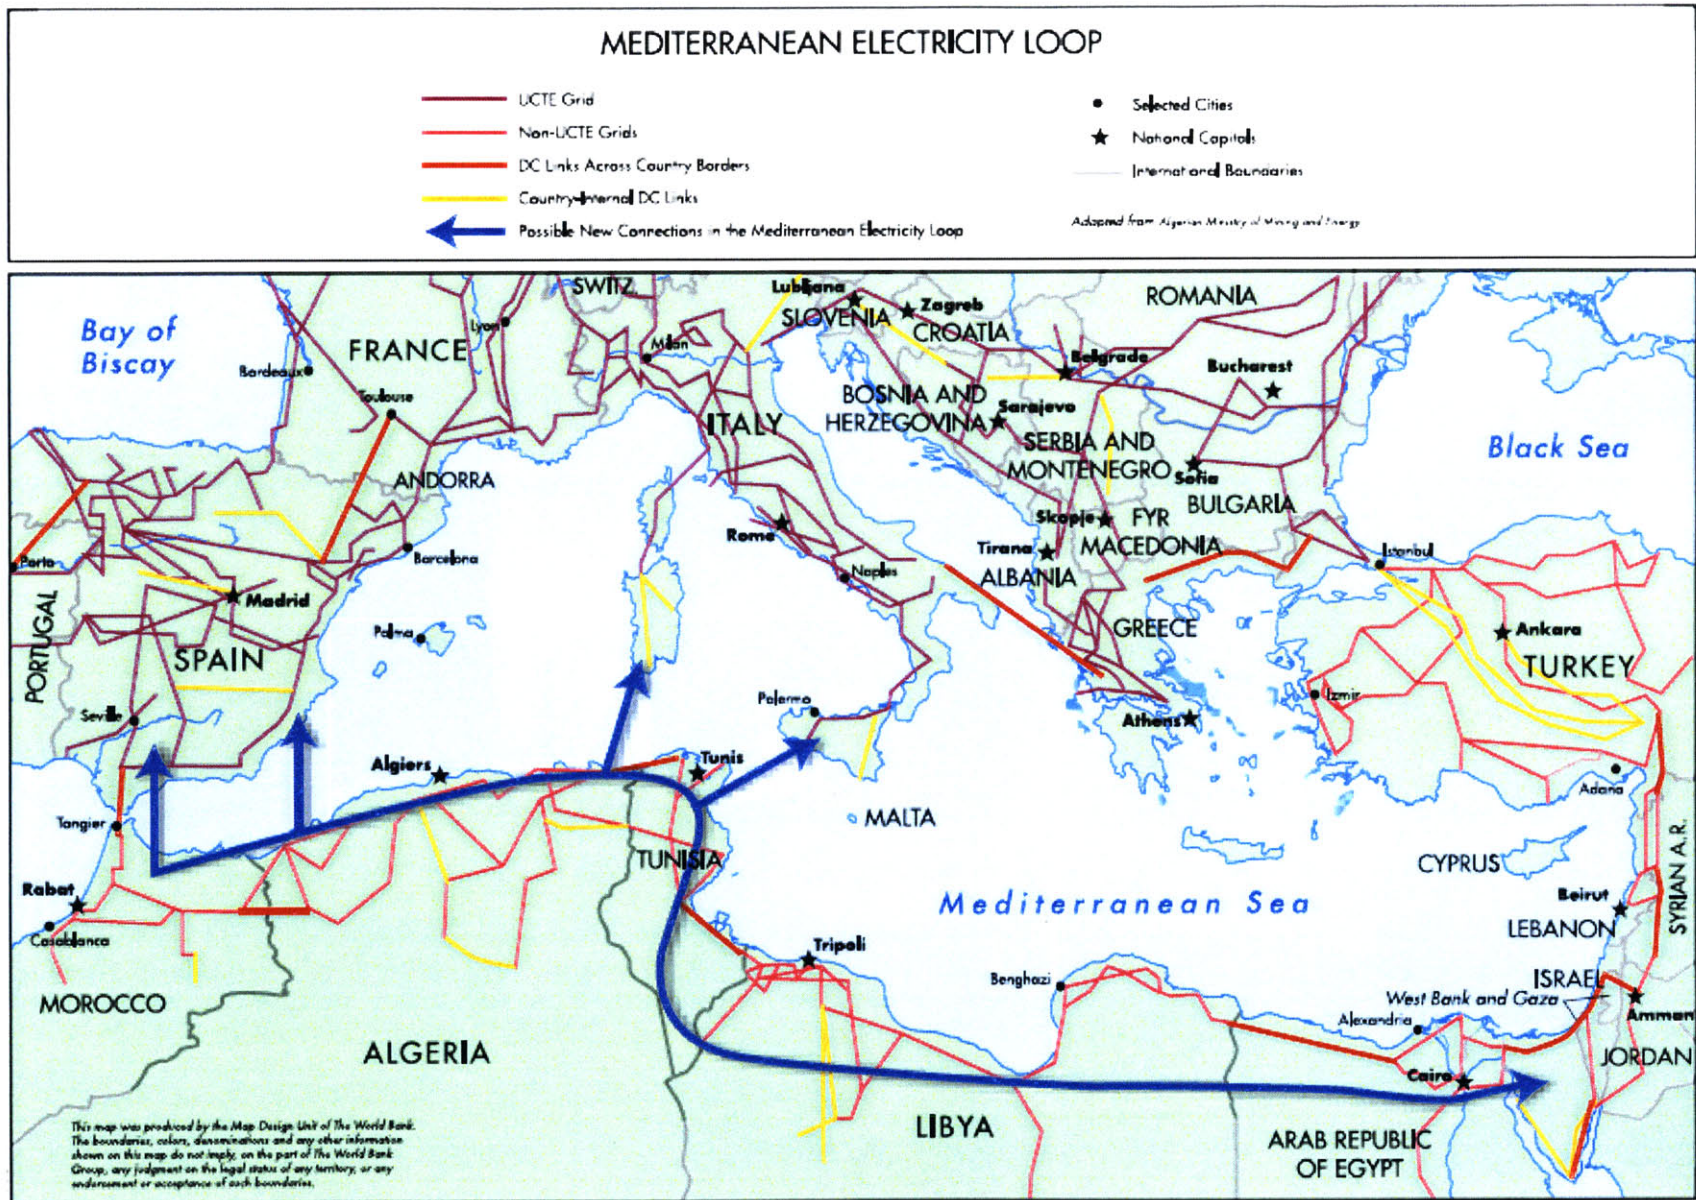 MEDITERRANEAN ELECTRICITY LOOP
UCTE Grid
Non-UCTE Grids
DC Links Across Country Borders
Country-Internal DC Links
Possible New Connections in the Mediterranean Electricity Loop
Selected Cities
National Capitals
International Boundaries
Adapted from Algerian Ministry of Mining and Energy
Bay of
Biscay
FRANCE
SWITZ.
Lyon
Milan
Bordeaux
Toulouse
ANDORRA
ITALY
Lubljana
SLOVENIA
Zagreb
CROATIA
ROMANIA
Belgrade
Bucharest
BOSNIA AND
HERZEGOVINA
Sarajevo
SERBIA AND
MONTENEGRO
Sofia
BULGARIA
Black Sea
Skopje
FYR
MACEDONIA
Tirana
ALBANIA
GREECE
Athens
Istanbul
Ankara
TURKEY
Izmir
Adana
Porto
PORTUGAL
Madrid
SPAIN
Seville
Barcelona
Palma
Rome
Naples
Palermo
Algiers
Tunis
MALTA
TUNISIA
Tangier
Rabat
Casablanca
MOROCCO
ALGERIA
Mediterranean Sea
CYPRUS
SYRIAN A.R.
Beirut
LEBANON
ISRAEL
West Bank and Gaza
Amman
JORDAN
Tripoli
Benghazi
Alexandria
Cairo
LIBYA
ARAB REPUBLIC
OF EGYPT
This map was produced by the Map Design Unit of The World Bank.
The boundaries, colors, denominations and any other information
shown on this map do not imply, on the part of The World Bank
Group, any judgment on the legal status of any territory, or any
endorsement or acceptance of such boundaries.